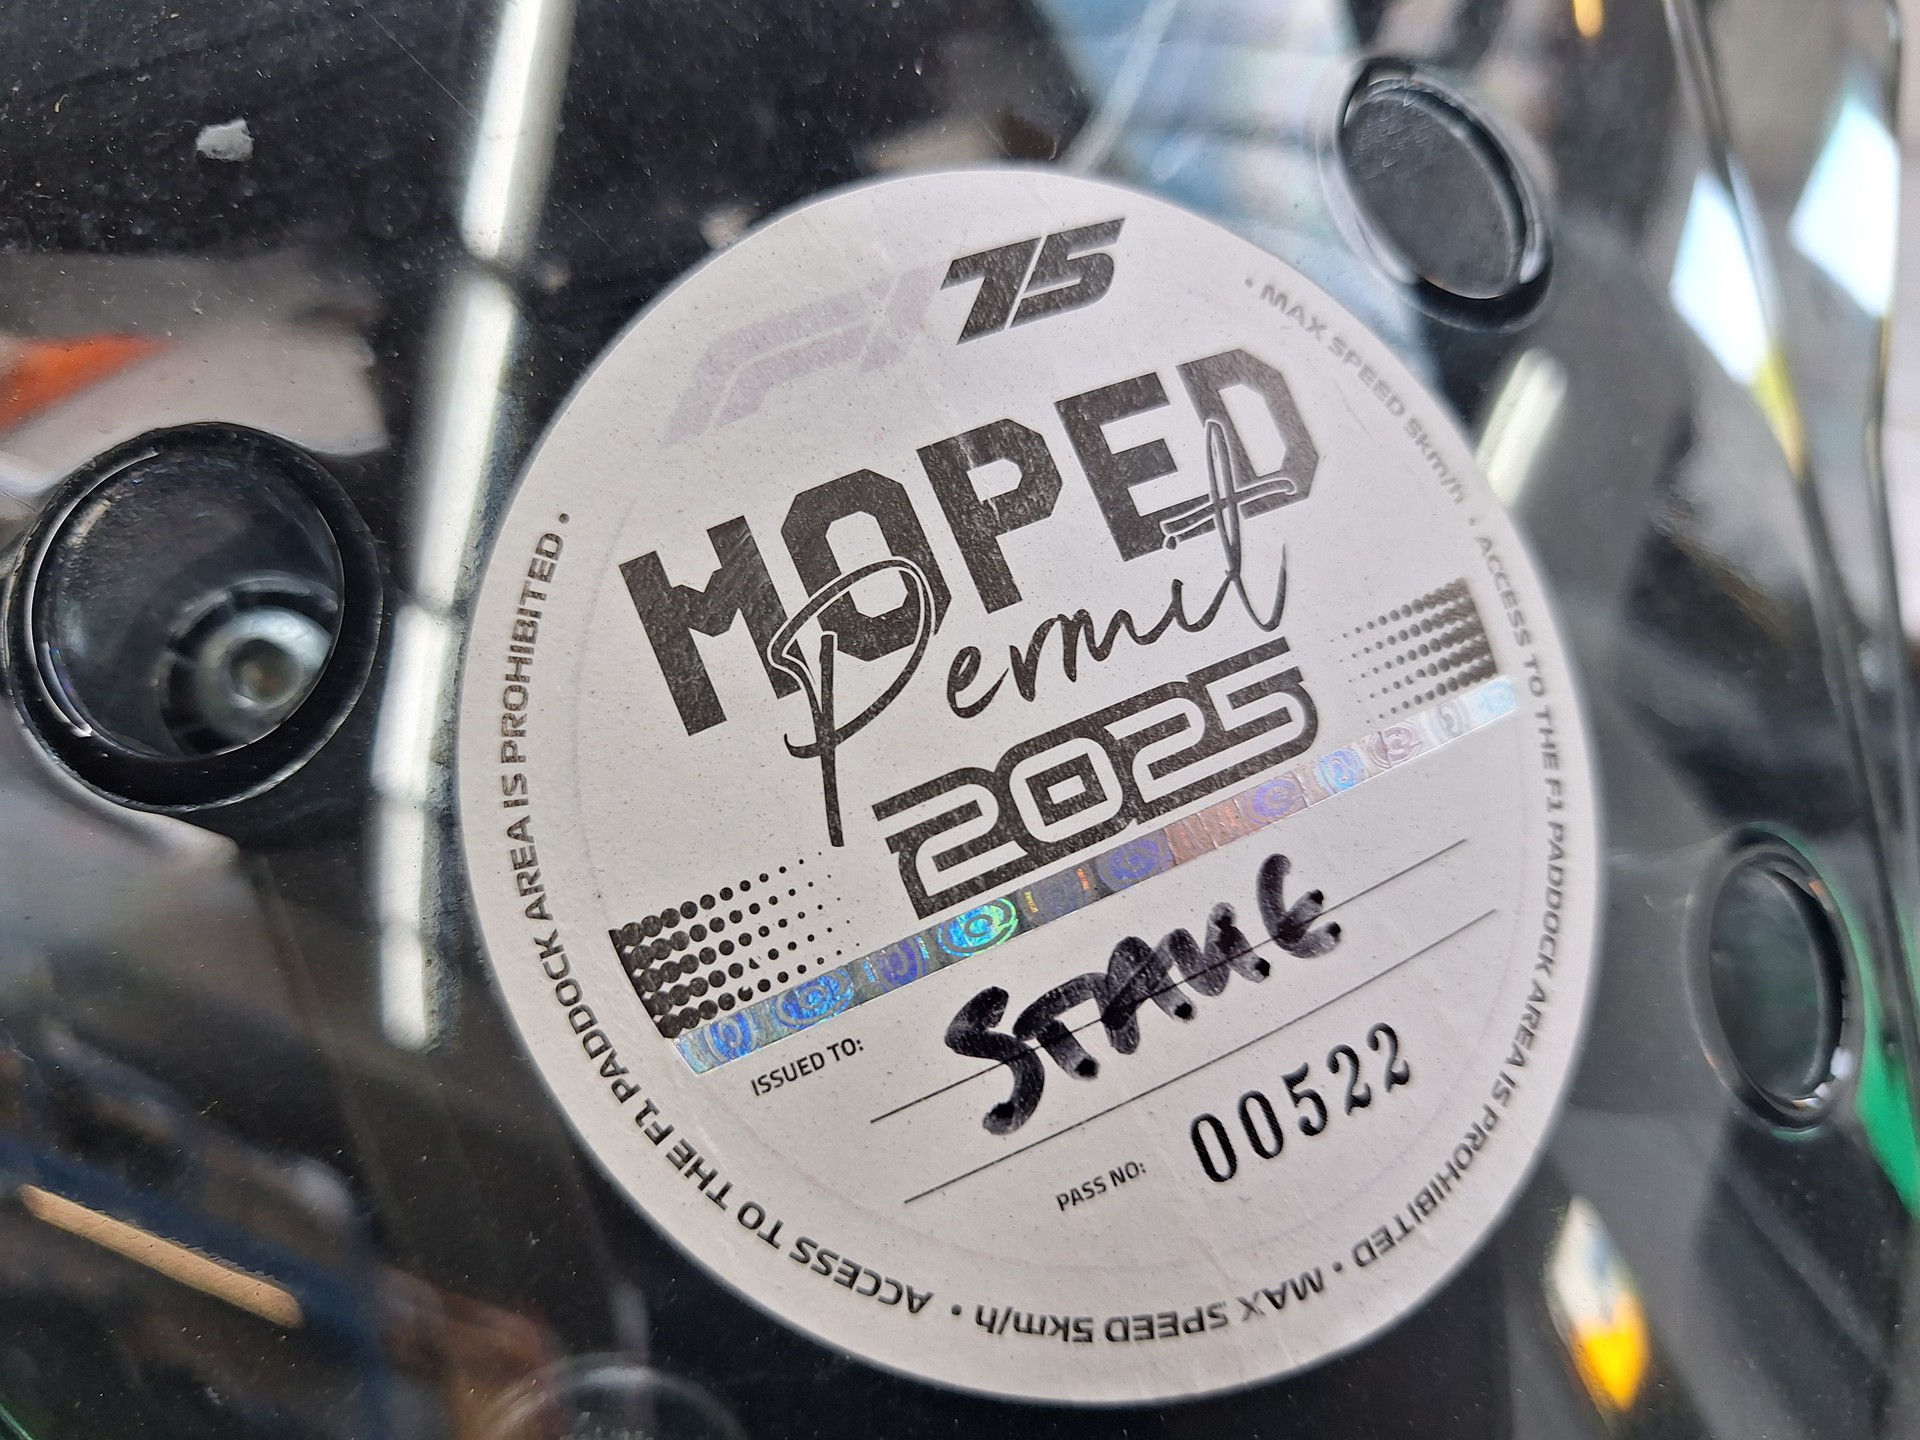 F1 75
MOPED
Permit
2025
ISSUED TO: STAKE
PASS NO: 00522
• MAX SPEED 5km/h • ACCESS TO THE F1 PADDOCK AREA IS PROHIBITED • MAX SPEED 5km/h • ACCESS TO THE F1 PADDOCK AREA IS PROHIBITED •